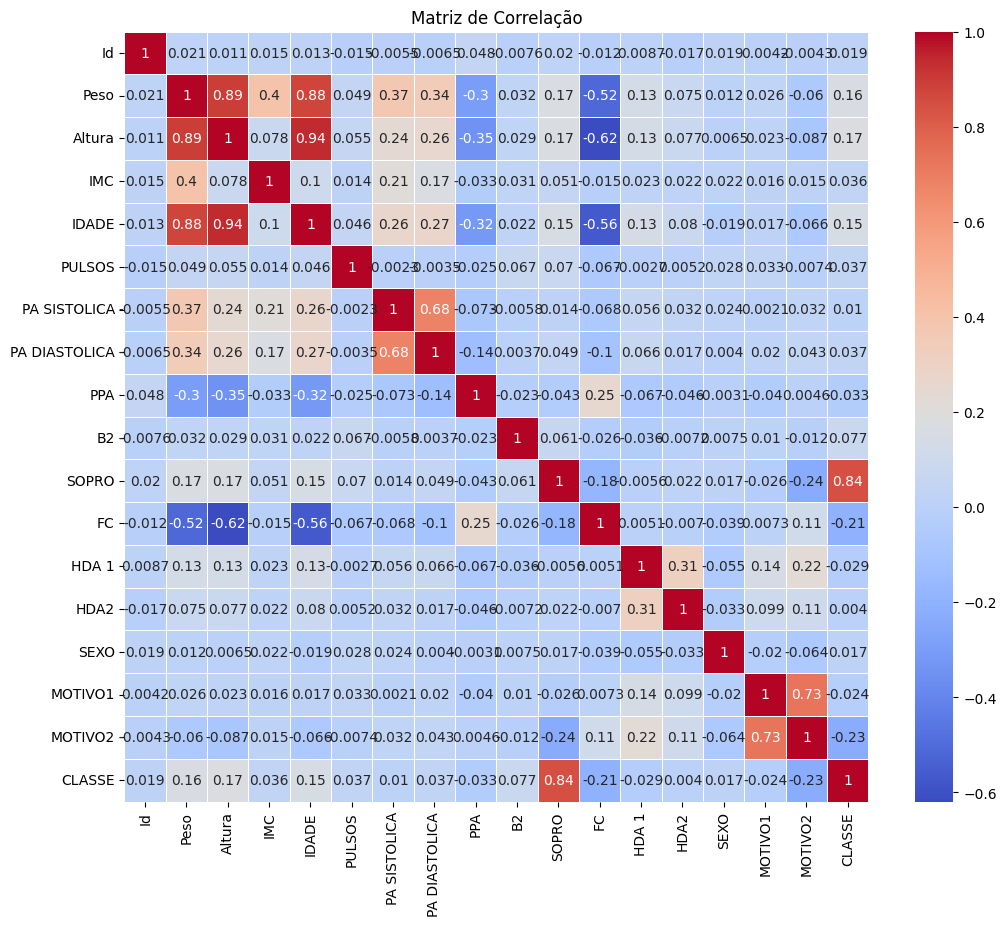 Matriz de Correlação
Id 1 0.021 0.011 0.015 0.013 -0.015 -0.0055 -0.0065 0.048 -0.0076 0.02 -0.012 0.0087 -0.017 0.019 0.0042 -0.0043 0.019
Peso 0.021 1 0.89 0.4 0.88 0.049 0.37 0.34 -0.3 0.032 0.17 -0.52 0.13 0.075 0.012 0.026 -0.06 0.16
Altura 0.011 0.89 1 0.078 0.94 0.055 0.24 0.26 -0.35 0.029 0.17 -0.62 0.13 0.077 0.0065 0.023 -0.087 0.17
IMC 0.015 0.4 0.078 1 0.1 0.014 0.21 0.17 -0.033 0.031 0.051 -0.015 0.023 0.022 0.022 0.016 0.015 0.036
IDADE 0.013 0.88 0.94 0.1 1 0.046 0.26 0.27 -0.32 0.022 0.15 -0.56 0.13 0.08 -0.019 0.017 -0.066 0.15
PULSOS -0.015 0.049 0.055 0.014 0.046 1 -0.0023 -0.0035 -0.025 0.067 0.07 -0.067 -0.0027 0.0052 0.028 0.033 -0.0074 0.037
PA SISTOLICA -0.0055 0.37 0.24 0.21 0.26 -0.0023 1 0.68 -0.073 -0.0058 0.014 -0.068 0.056 0.032 0.024 0.0021 0.032 0.01
PA DIASTOLICA -0.0065 0.34 0.26 0.17 0.27 -0.0035 0.68 1 -0.14 0.0037 0.049 -0.1 0.066 0.017 0.004 0.02 0.043 0.037
PPA 0.048 -0.3 -0.35 -0.033 -0.32 -0.025 -0.073 -0.14 1 -0.023 -0.043 0.25 -0.067 -0.046 -0.0031 -0.04 0.0046 -0.033
B2 -0.0076 0.032 0.029 0.031 0.022 0.067 -0.0058 0.0037 -0.023 1 0.061 -0.026 -0.036 -0.0072 0.0075 0.01 -0.012 0.077
SOPRO 0.02 0.17 0.17 0.051 0.15 0.07 0.014 0.049 -0.043 0.061 1 -0.18 -0.0056 0.022 0.017 -0.026 -0.24 0.84
FC -0.012 -0.52 -0.62 -0.015 -0.56 -0.067 -0.068 -0.1 0.25 -0.026 -0.18 1 0.0051 -0.007 -0.039 0.0073 0.11 -0.21
HDA 1 0.0087 0.13 0.13 0.023 0.13 -0.0027 0.056 0.066 -0.067 -0.036 -0.0056 0.0051 1 0.31 -0.055 0.14 0.22 -0.029
HDA2 -0.017 0.075 0.077 0.022 0.08 0.0052 0.032 0.017 -0.046 -0.0072 0.022 -0.007 0.31 1 -0.033 0.099 0.11 0.004
SEXO 0.019 0.012 0.0065 0.022 -0.019 0.028 0.024 0.004 -0.0031 0.0075 0.017 -0.039 -0.055 -0.033 1 -0.02 -0.064 0.017
MOTIVO1 0.0042 0.026 0.023 0.016 0.017 0.033 0.0021 0.02 -0.04 0.01 -0.026 0.0073 0.14 0.099 -0.02 1 0.73 -0.024
MOTIVO2 -0.0043 -0.06 -0.087 0.015 -0.066 -0.0074 0.032 0.043 0.0046 -0.012 -0.24 0.11 0.22 0.11 -0.064 0.73 1 -0.23
CLASSE 0.019 0.16 0.17 0.036 0.15 0.037 0.01 0.037 -0.033 0.077 0.84 -0.21 -0.029 0.004 0.017 -0.024 -0.23 1
Id Peso Altura IMC IDADE PULSOS PA SISTOLICA PA DIASTOLICA PPA B2 SOPRO FC HDA 1 HDA2 SEXO MOTIVO1 MOTIVO2 CLASSE
1.0
0.8
0.6
0.4
0.2
0.0
−0.2
−0.4
−0.6